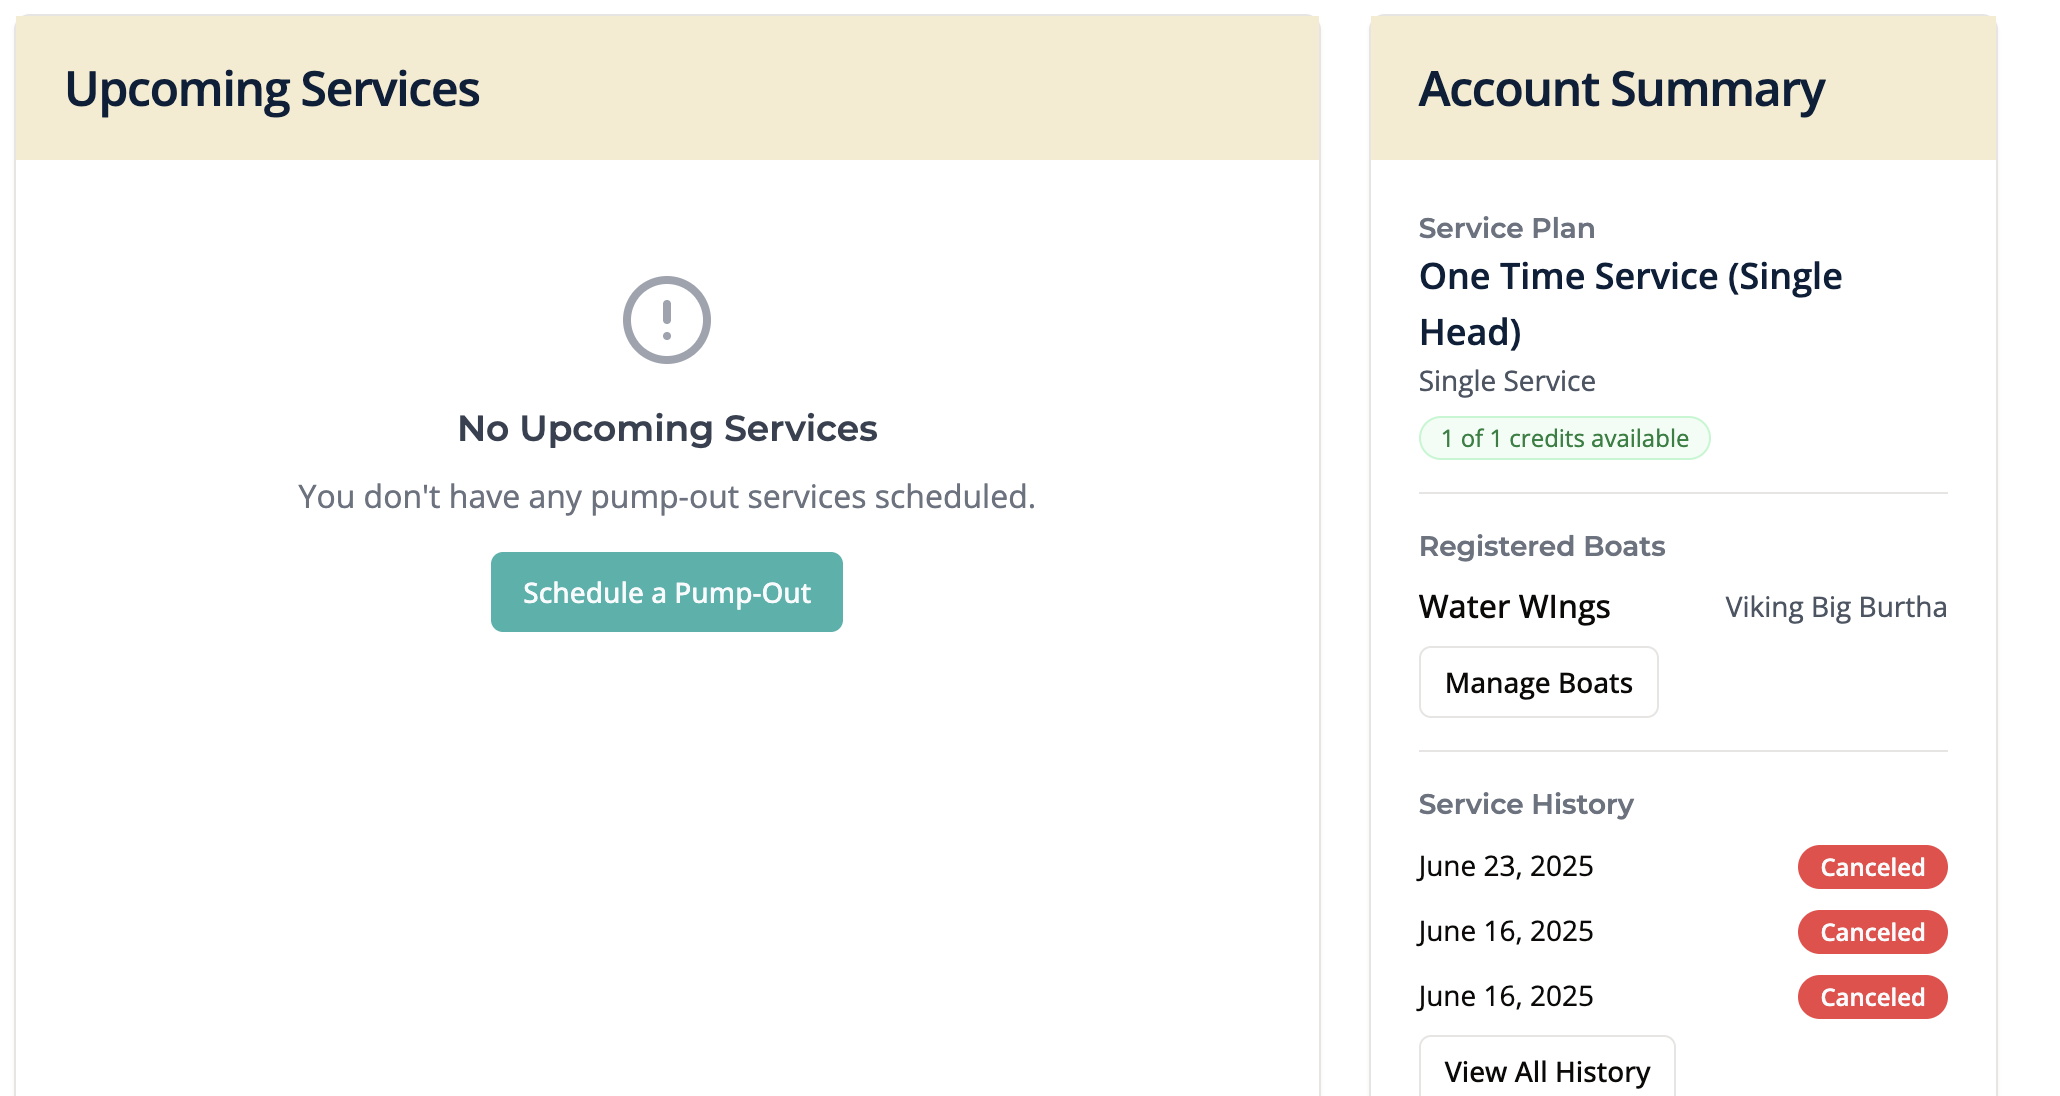 Upcoming Services
No Upcoming Services
You don't have any pump-out services scheduled.
Schedule a Pump-Out
Account Summary
Service Plan
One Time Service (Single
Head)
Single Service
1 of 1 credits available
Registered Boats
Water WIngs
Viking Big Burtha
Manage Boats
Service History
June 23, 2025
Canceled
June 16, 2025
Canceled
June 16, 2025
Canceled
View All History